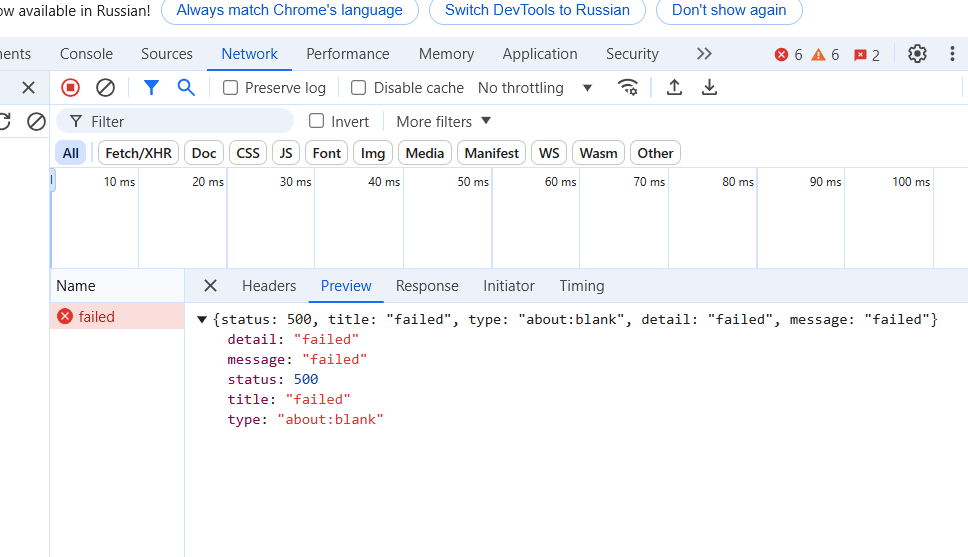 now available in Russian! Always match Chrome's language Switch DevTools to Russian Don't show again
ments Console Sources Network Performance Memory Application Security 6 6 2
Preserve log Disable cache No throttling
Filter Invert More filters
All Fetch/XHR Doc CSS JS Font Img Media Manifest WS Wasm Other
10 ms 20 ms 30 ms 40 ms 50 ms 60 ms 70 ms 80 ms 90 ms 100 ms
Name Headers Preview Response Initiator Timing
failed {status: 500, title: "failed", type: "about:blank", detail: "failed", message: "failed"}
detail: "failed"
message: "failed"
status: 500
title: "failed"
type: "about:blank"